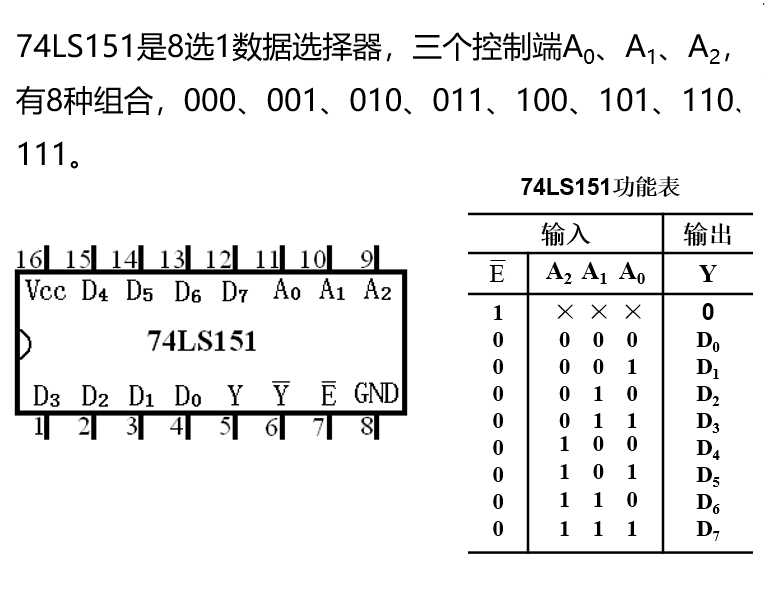 74LS151是8选1数据选择器，三个控制端A₀、A₁、A₂，
有8种组合，000、001、010、011、100、101、110、
111。
16 15 14 13 12 11 10 9
Vcc D₄ D₅ D₆ D₇ A₀ A₁ A₂
74LS151
D₃ D₂ D₁ D₀ Y Y̅ E̅ GND
1 2 3 4 5 6 7 8
74LS151功能表
输入 输出
E̅ A₂ A₁ A₀ Y
1 × × × 0
0 0 0 0 D₀
0 0 0 1 D₁
0 0 1 0 D₂
0 0 1 1 D₃
0 1 0 0 D₄
0 1 0 1 D₅
0 1 1 0 D₆
0 1 1 1 D₇